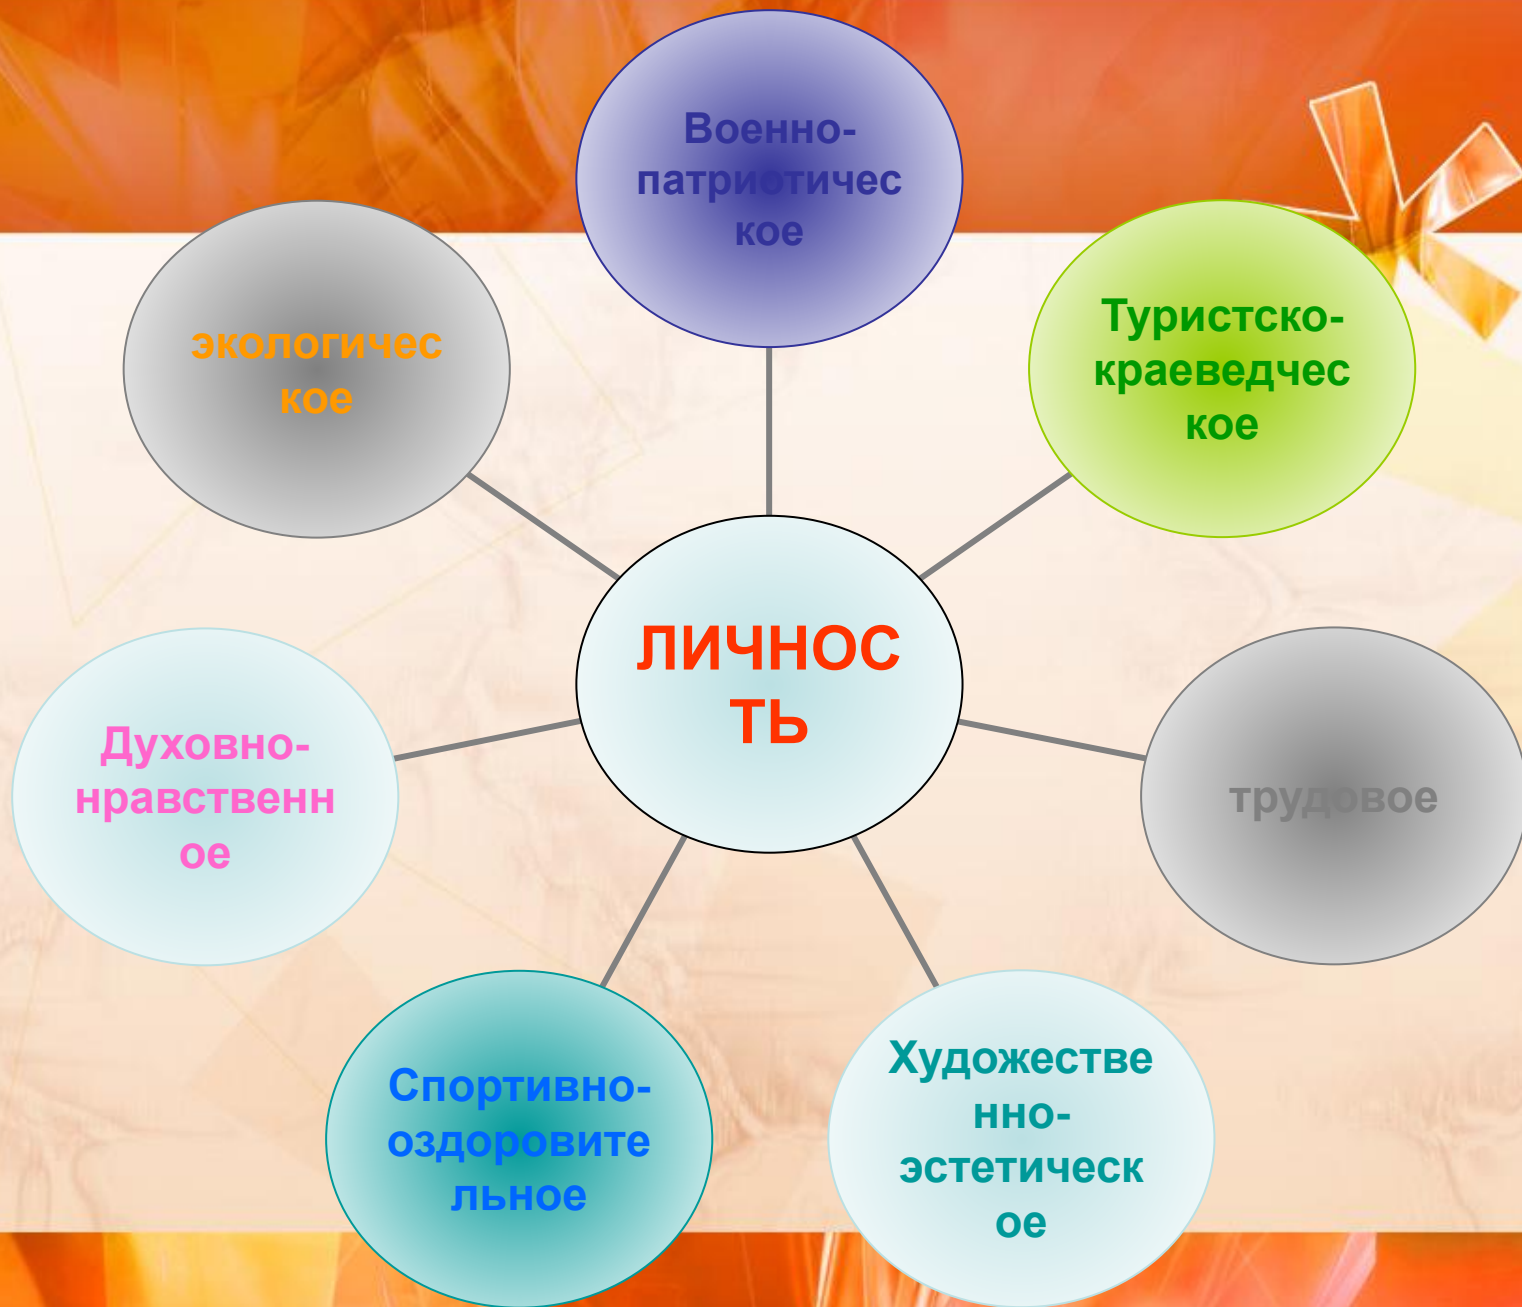 Военно-
патриотичес
кое
Туристско-
краеведчес
кое
экологичес
кое
ЛИЧНОС
ТЬ
трудовое
Духовно-
нравственн
ое
Спортивно-
оздоровите
льное
Художестве
нно-
эстетическ
ое